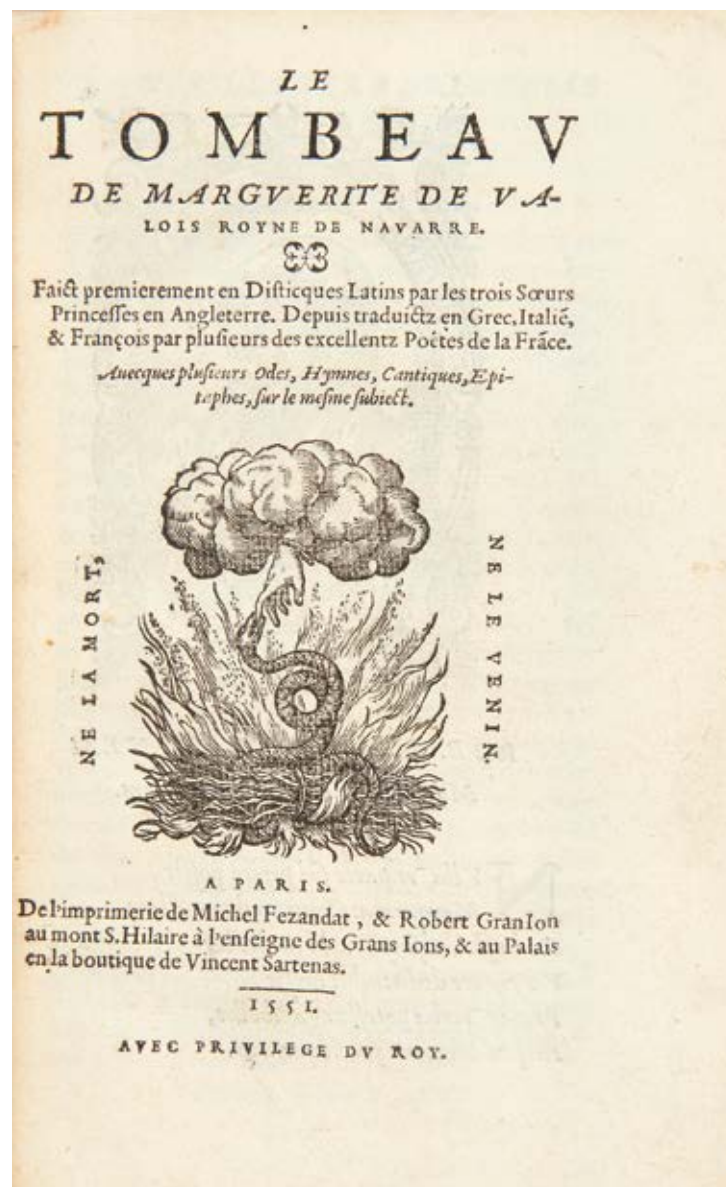 LE
TOMBEAV
DE MARGVERITE DE VA-
LOIS ROYNE DE NAVARRE.
Faict premierement en Disticques Latins par les trois Sœurs
Princesses en Angleterre. Depuis traduictz en Grec, Italiẽ,
& François par plusieurs des excellentz Poëtes de la Frãce.
Auecques plusieurs Odes, Hymnes, Cantiques, Epi-
taphes, sur le mesme subiect.
NE LA MORT,
NE LE VENIN.
A PARIS.
De l'imprimerie de Michel Fezandat, & Robert GranIon
au mont S. Hilaire à l'enseigne des Grans Ions, & au Palais
en la boutique de Vincent Sartenas.
1551.
AVEC PRIVILEGE DV ROY.